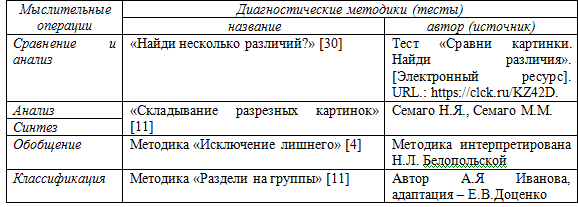 Мыслительные операции | Диагностические методики (тесты)
название | автор (источник)
Сравнение и анализ | «Найди несколько различий?» [30] | Тест «Сравни картинки. Найди различия». [Электронный ресурс]. URL.: https://clck.ru/KZ42D.
Анализ | «Складывание разрезных картинок» [11] | Семаго Н.Я., Семаго М.М.
Синтез
Обобщение | Методика «Исключение лишнего» [4] | Методика интерпретирована Н.Л. Белопольской
Классификация | Методика «Раздели на группы» [11] | Автор А.Я Иванова, адаптация – Е.В.Доценко